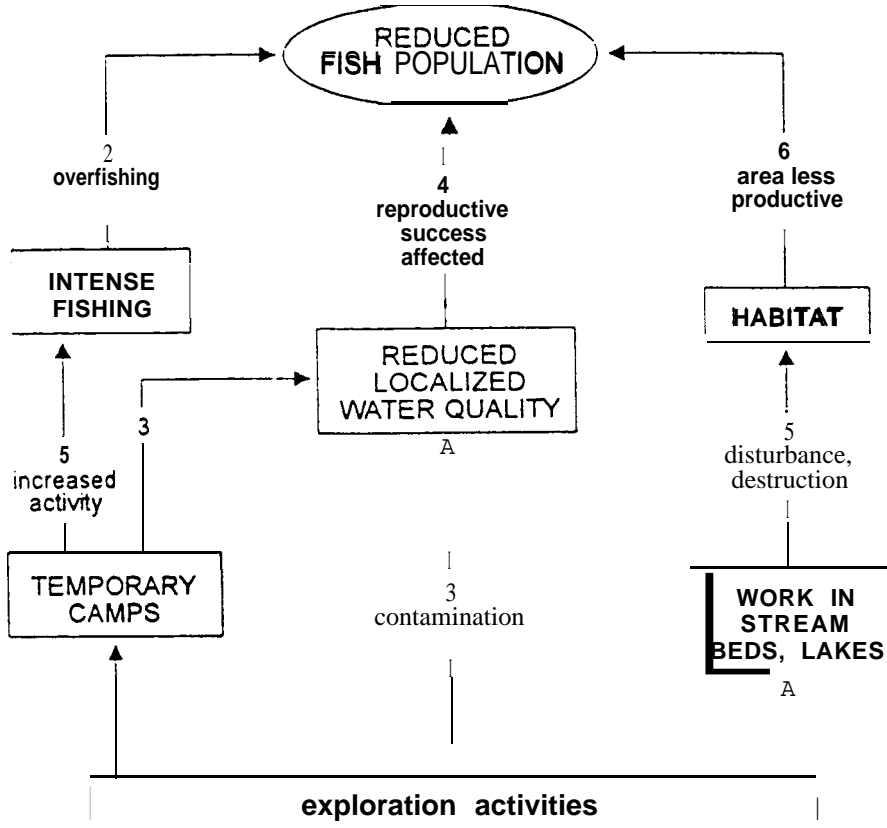 REDUCED
FISH POPULATION
2
overfishing
4
reproductive
success
affected
6
area less
productive
INTENSE
FISHING
HABITAT
REDUCED
LOCALIZED
WATER QUALITY
A
3
5
increased
activity
5
disturbance,
destruction
TEMPORARY
CAMPS
3
contamination
WORK IN
STREAM
BEDS, LAKES
A
exploration activities